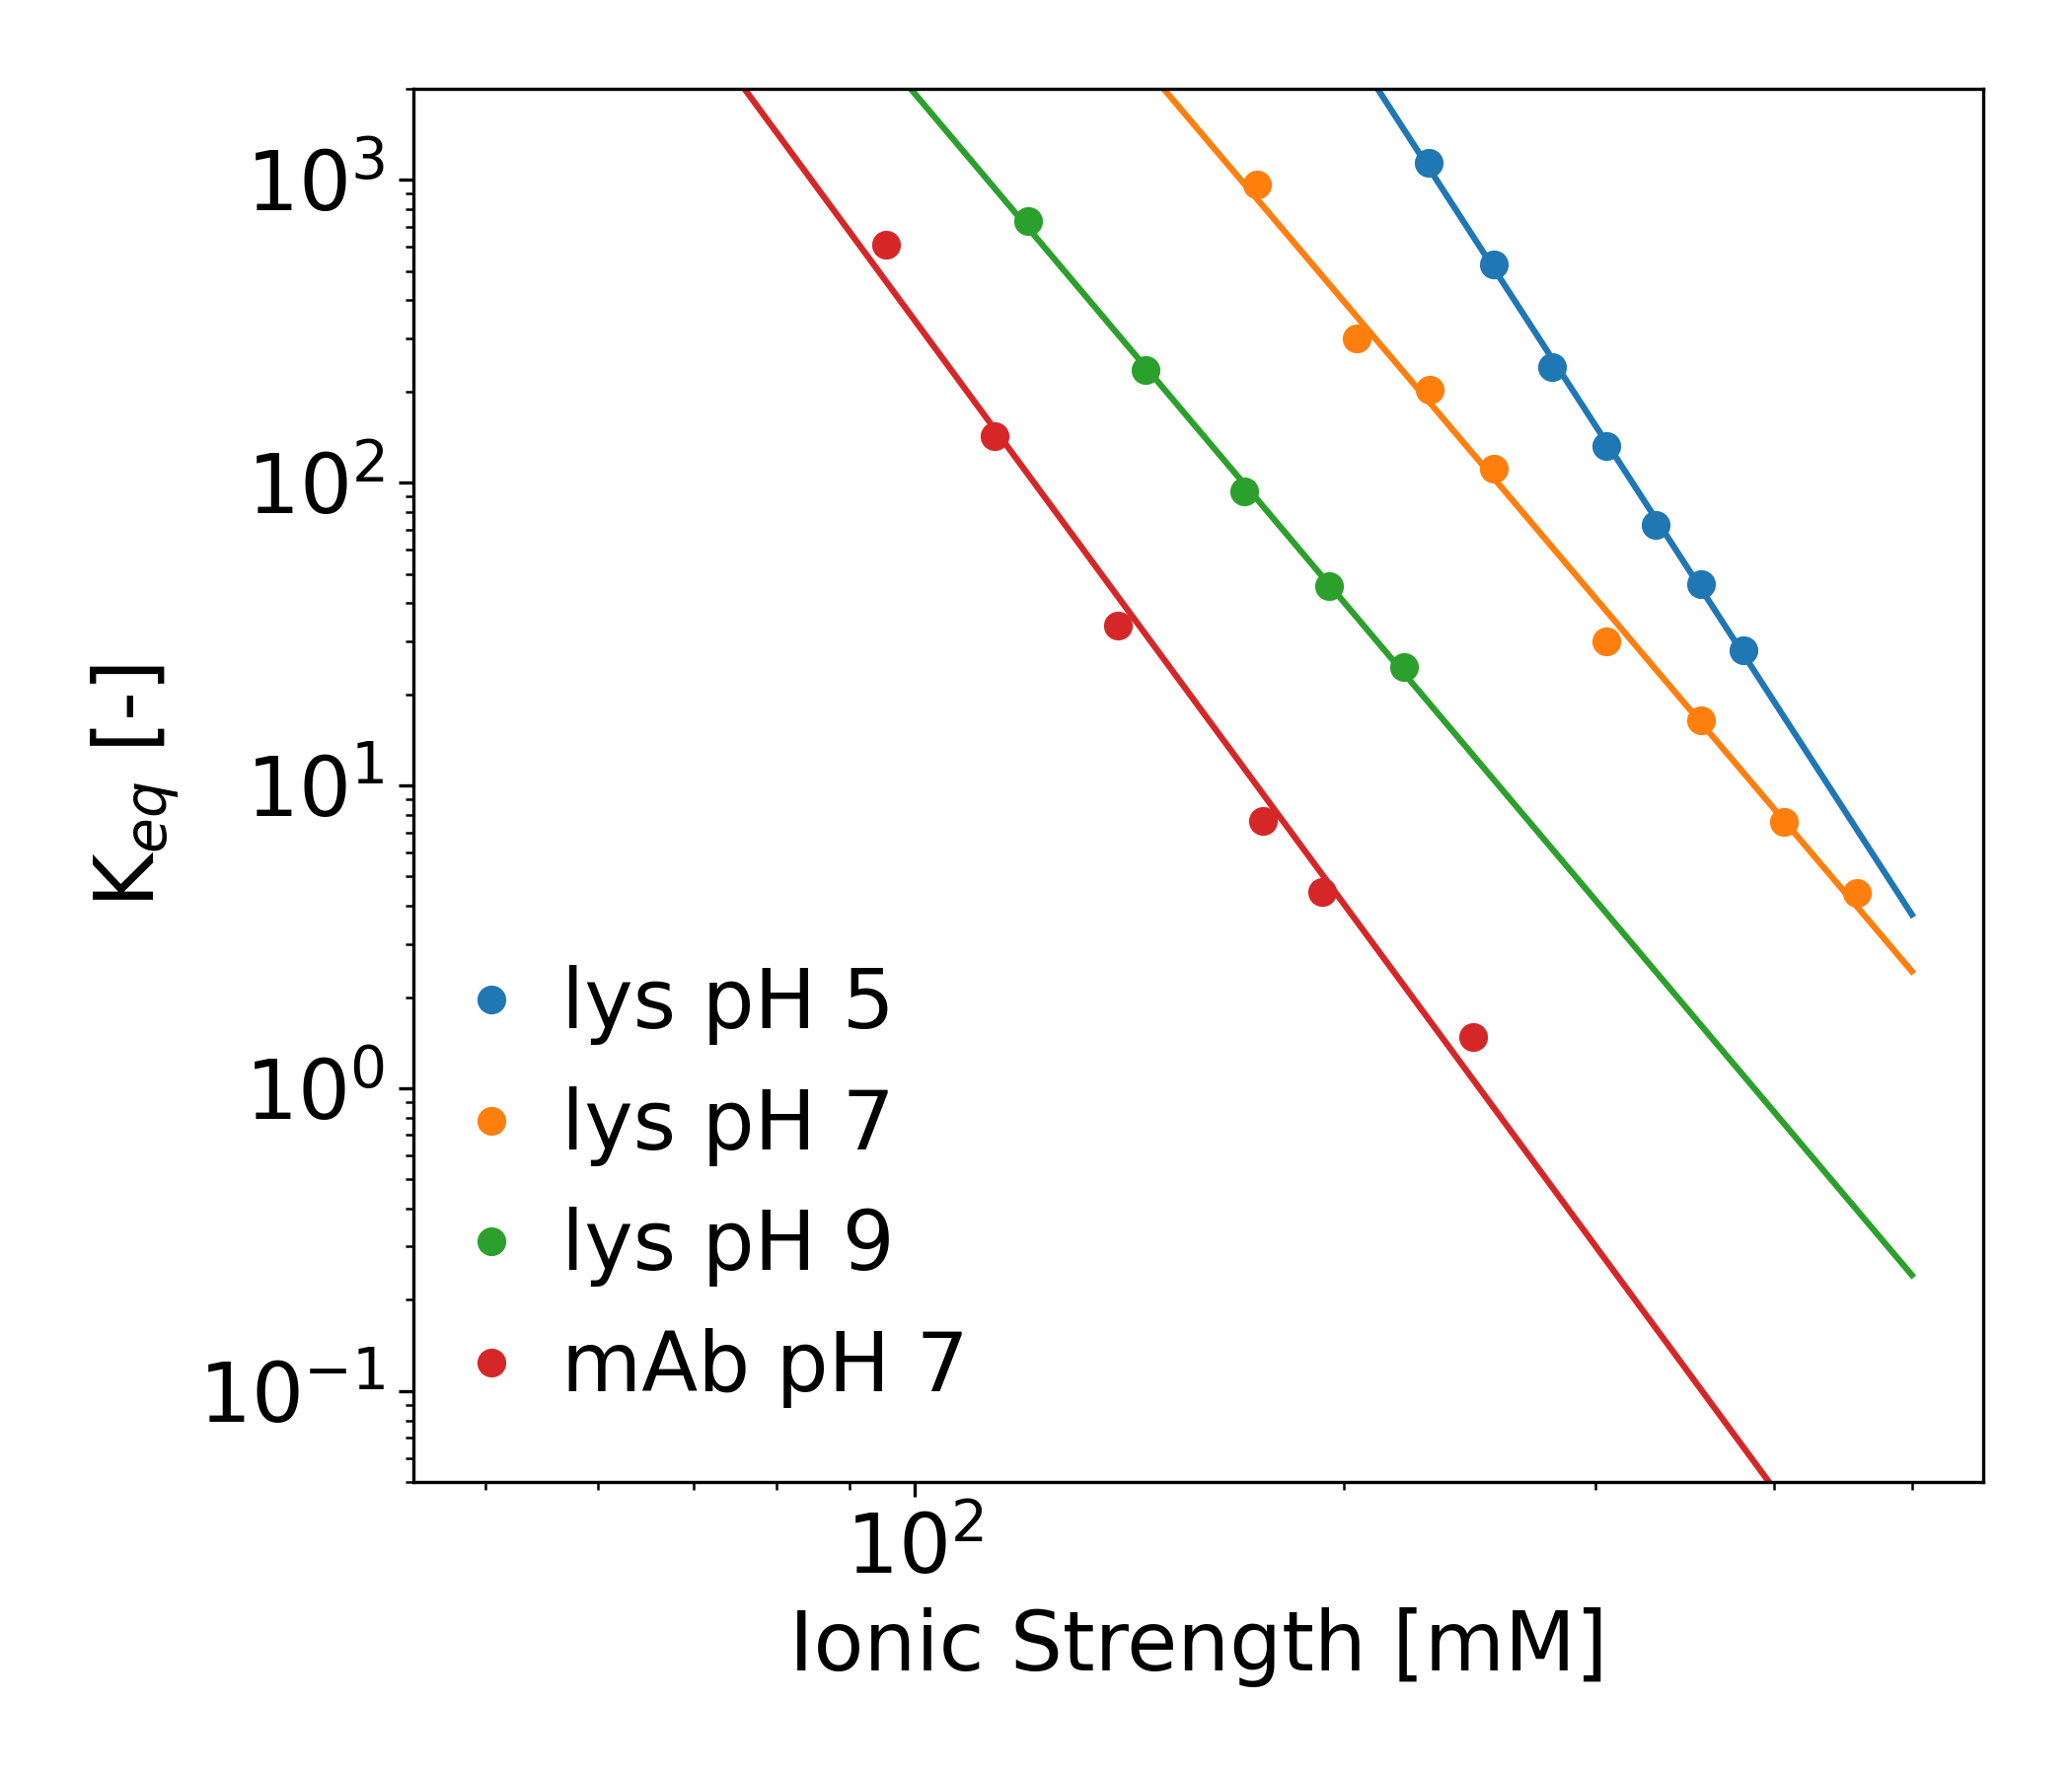 10³
10²
10¹
10⁰
10⁻¹
K_eq [-]
lys pH 5
lys pH 7
lys pH 9
mAb pH 7
10²
Ionic Strength [mM]